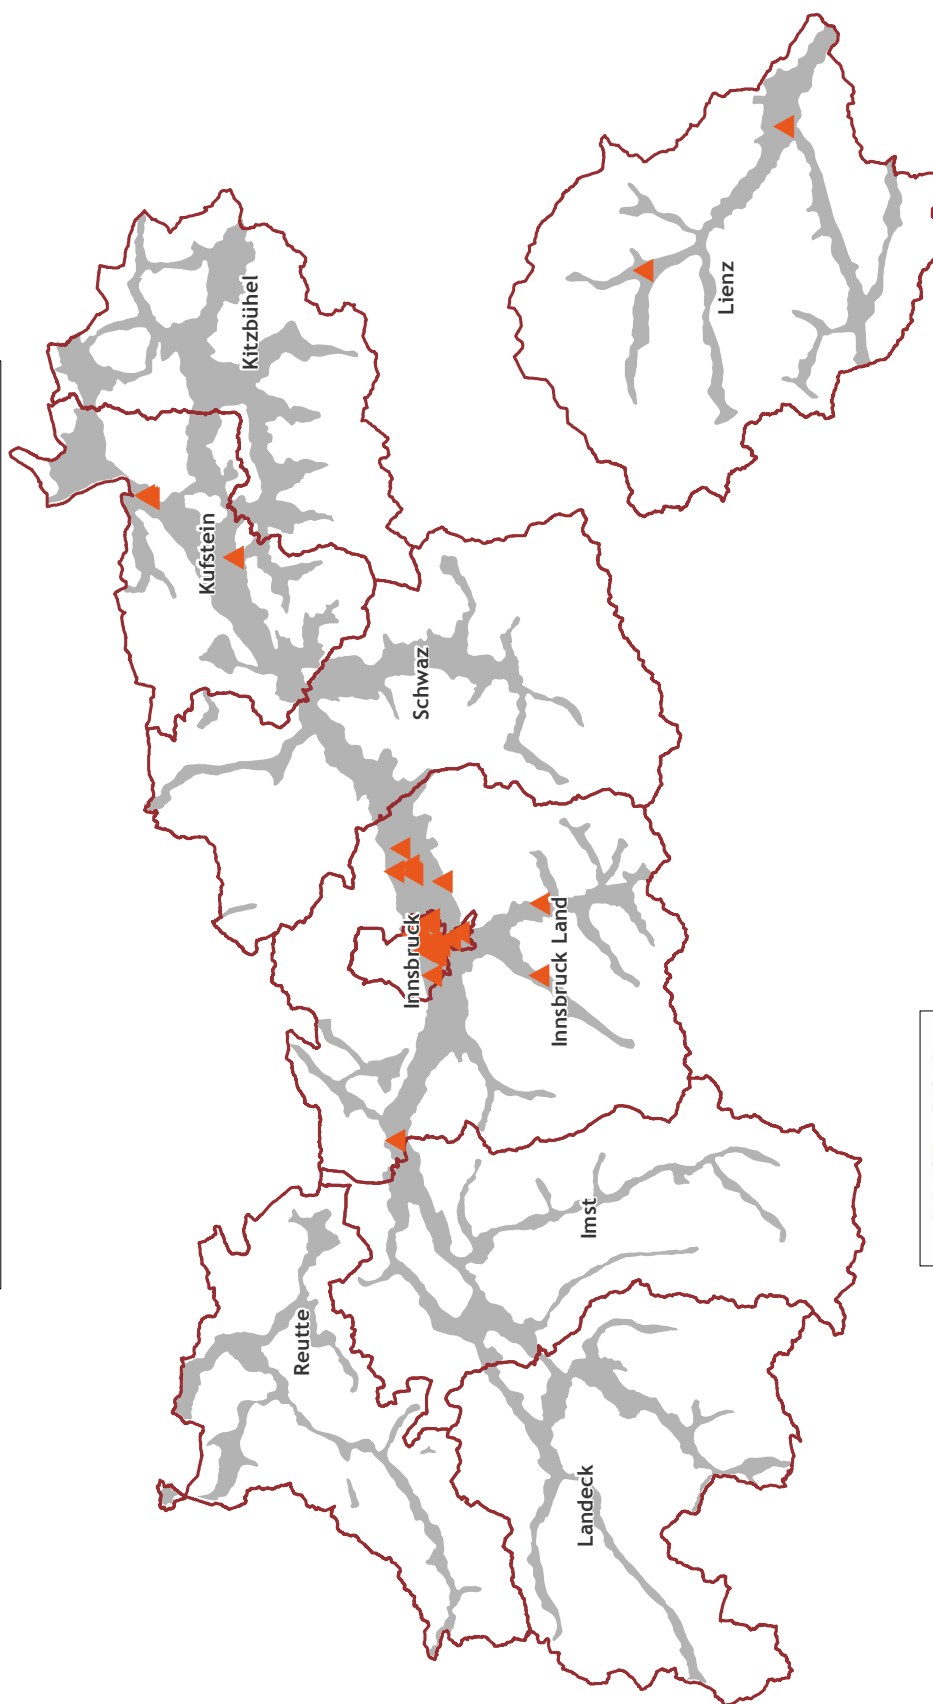 Kitzbühel
Lienz
Kufstein
Schwaz
Innsbruck
Innsbruck Land
Imst
Reutte
Landeck